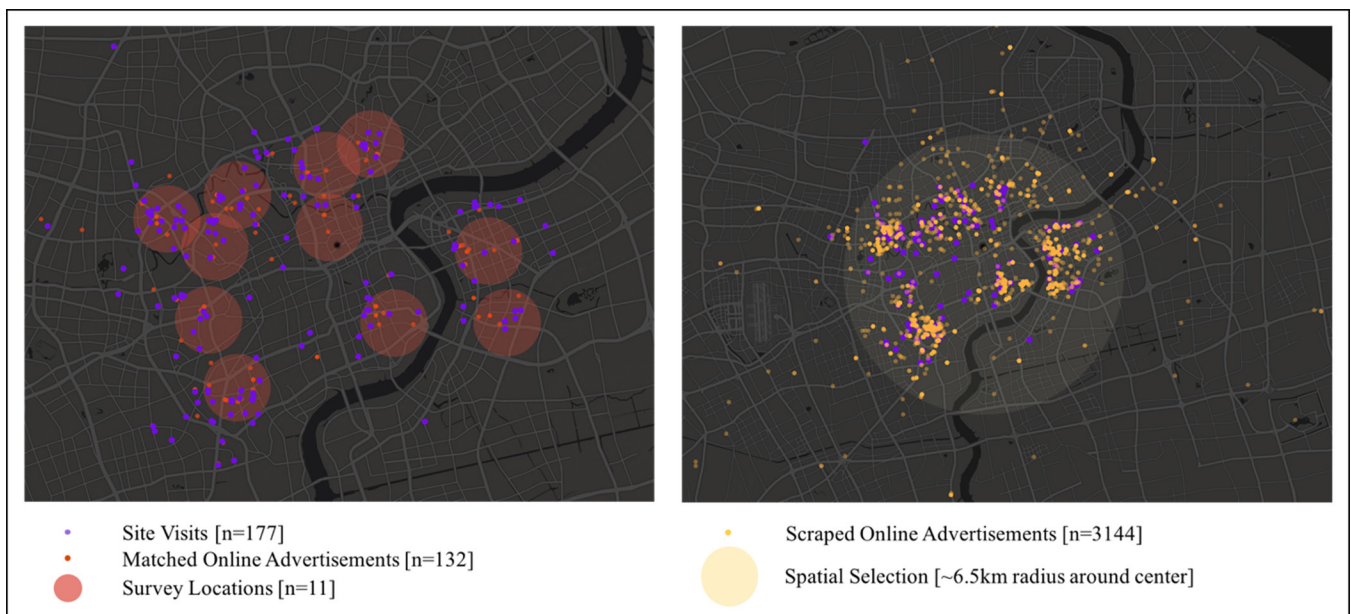 Site Visits [n=177]
Matched Online Advertisements [n=132]
Survey Locations [n=11]
Scraped Online Advertisements [n=3144]
Spatial Selection [~6.5km radius around center]